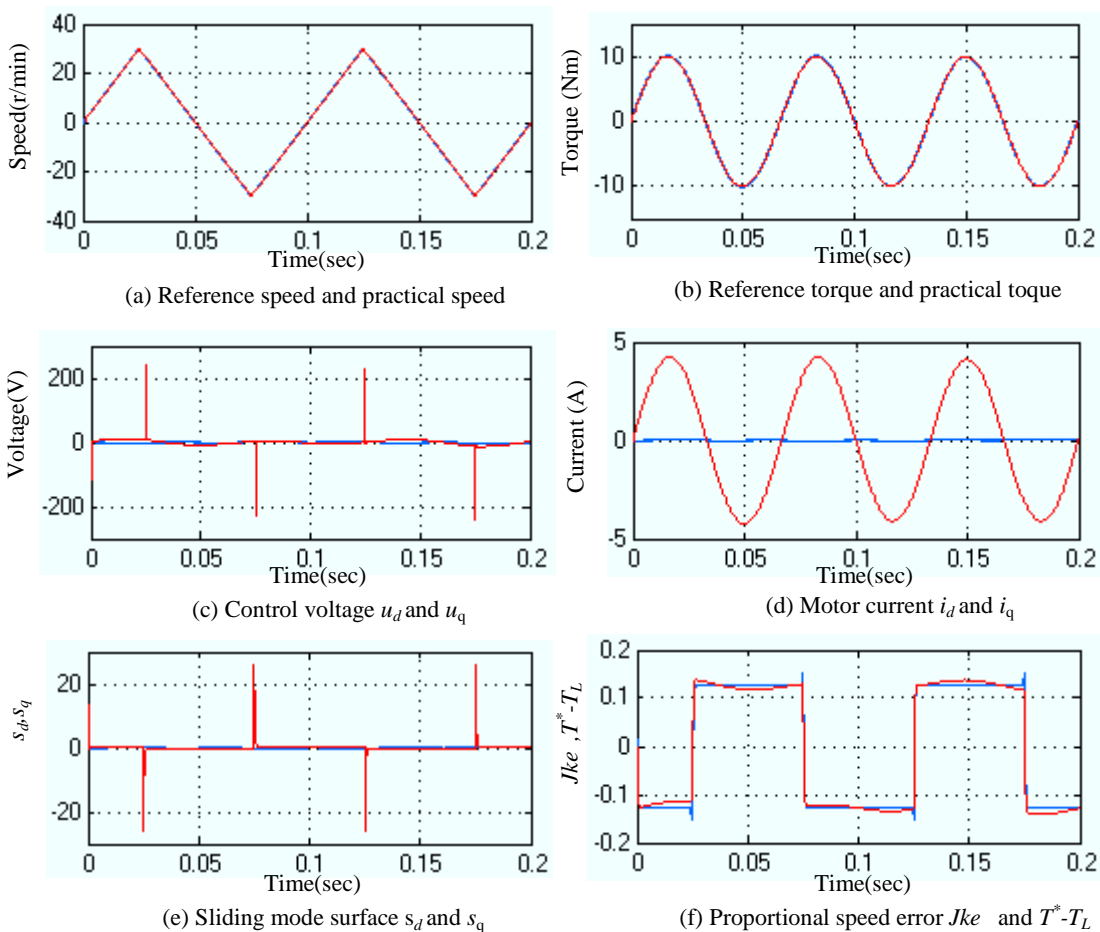 40
20
0
-20
-40
Speed(r/min)
0 0.05 0.1 0.15 0.2
Time(sec)
(a) Reference speed and practical speed
10
0
-10
Torque (Nm)
0 0.05 0.1 0.15 0.2
Time(sec)
(b) Reference torque and practical toque
200
0
-200
Voltage(V)
0 0.05 0.1 0.15 0.2
Time(sec)
(c) Control voltage u_d and u_q
5
0
-5
Current (A)
0 0.05 0.1 0.15 0.2
Time(sec)
(d) Motor current i_d and i_q
20
0
-20
s_d,s_q
0 0.05 0.1 0.15 0.2
Time(sec)
(e) Sliding mode surface s_d and s_q
0.2
0.1
0
-0.1
-0.2
Jke ,T^*-T_L
0 0.05 0.1 0.15 0.2
Time(sec)
(f) Proportional speed error Jke and T^*-T_L